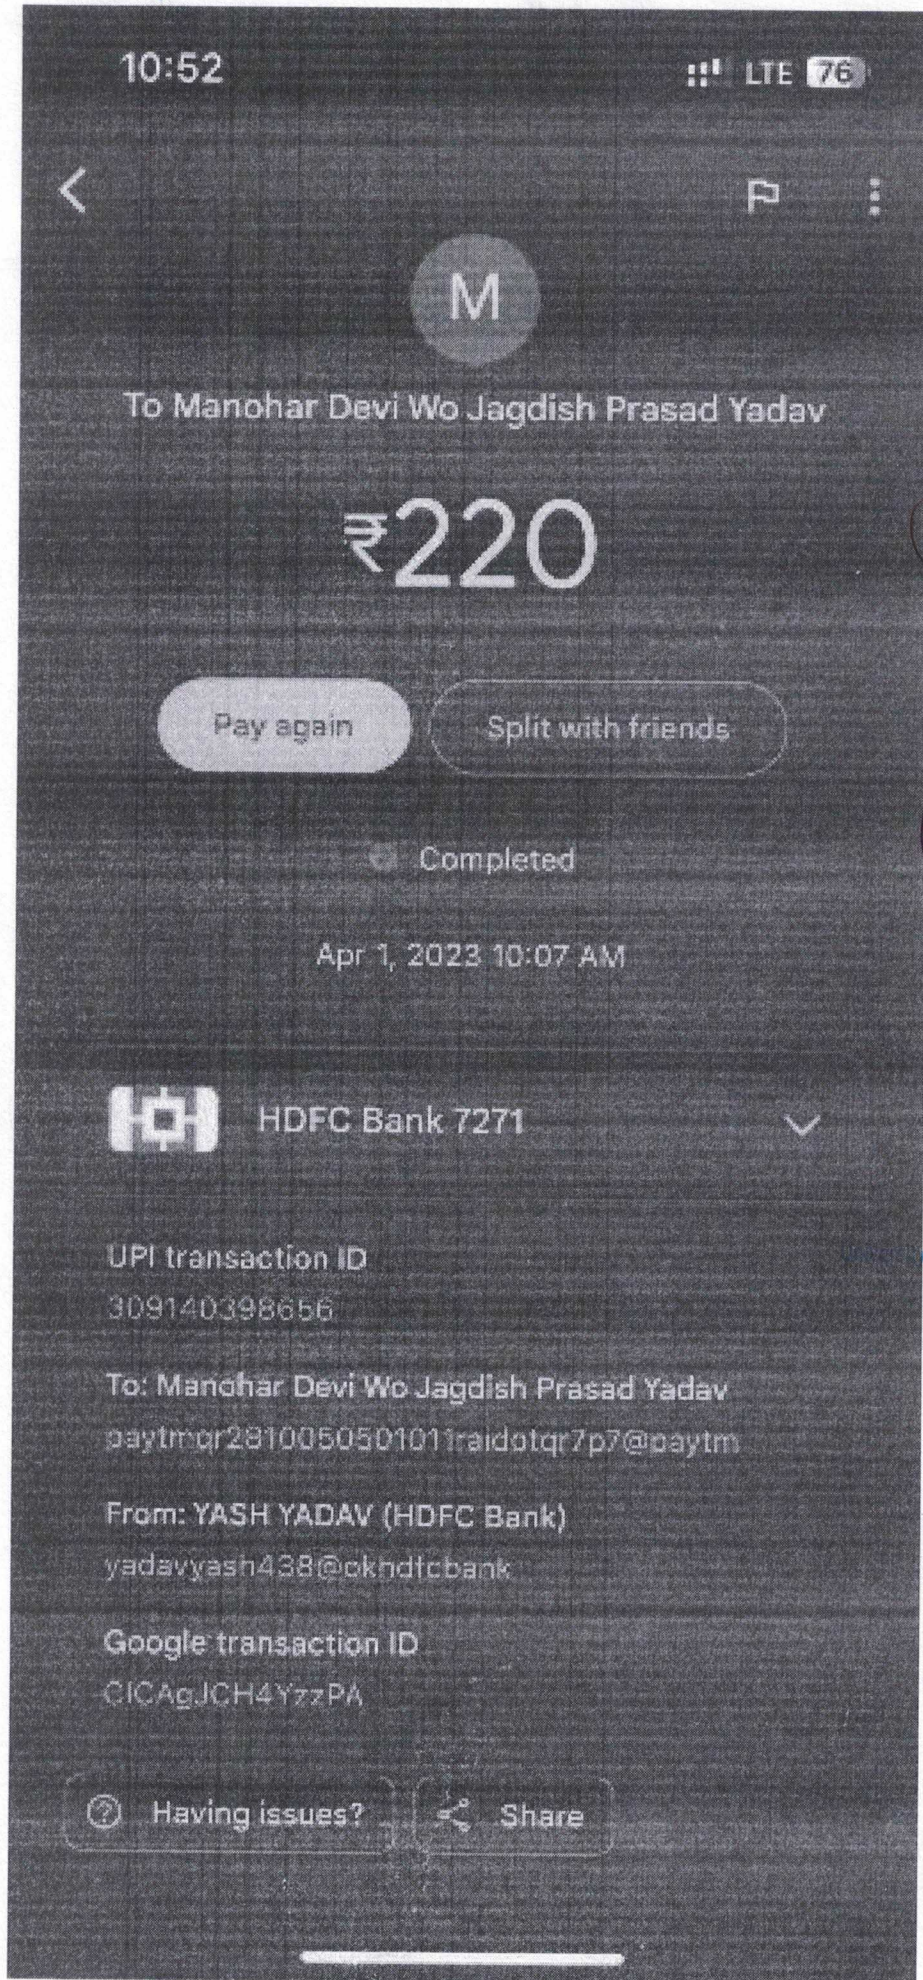 10:52
LTE 76
M
To Manohar Devi Wo Jagdish Prasad Yadav
₹220
Pay again
Split with friends
Completed
Apr 1, 2023 10:07 AM
HDFC Bank 7271
UPI transaction ID
309140398656
To: Manohar Devi Wo Jagdish Prasad Yadav
paytmqr2810050501011raidotqr7p7@paytm
From: YASH YADAV (HDFC Bank)
yadavyash438@okhdfcbank
Google transaction ID
CICAgJCH4YzzPA
Having issues?
Share